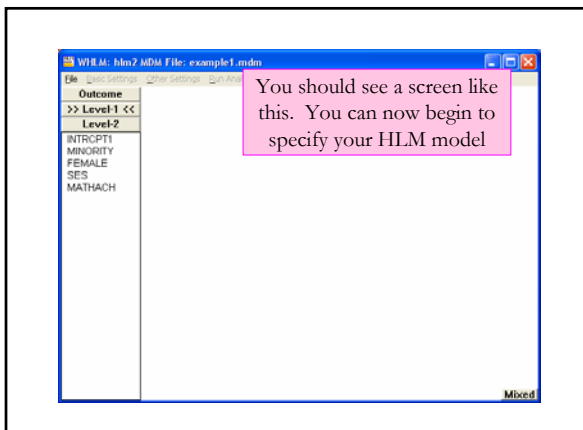 WHLM: hlm2 MDM File: example1.mdm
File Basic Settings Other Settings Run
You should see a screen like
this. You can now begin to
specify your HLM model
Outcome
>> Level-1 <<
Level-2
INTRCPT1
MINORITY
FEMALE
SES
MATHACH
Mixed